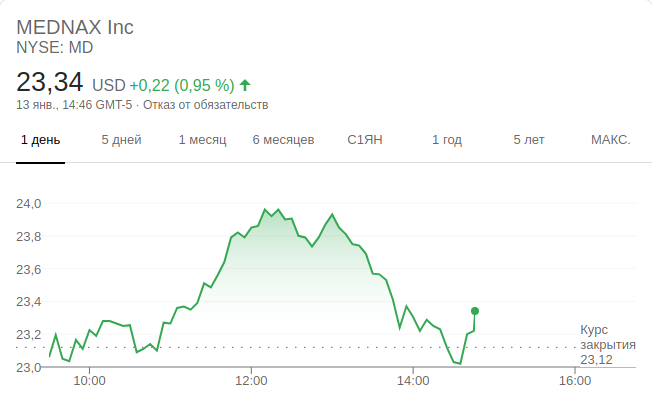 MEDNAX Inc
NYSE: MD
23,34 USD +0,22 (0,95 %)
13 янв., 14:46 GMT-5 · Отказ от обязательств
1 день 5 дней 1 месяц 6 месяцев С1ЯН 1 год 5 лет МАКС.
24,0
23,8
23,6
23,4
23,2
23,0
Курс
закрытия
23,12
10:00 12:00 14:00 16:00